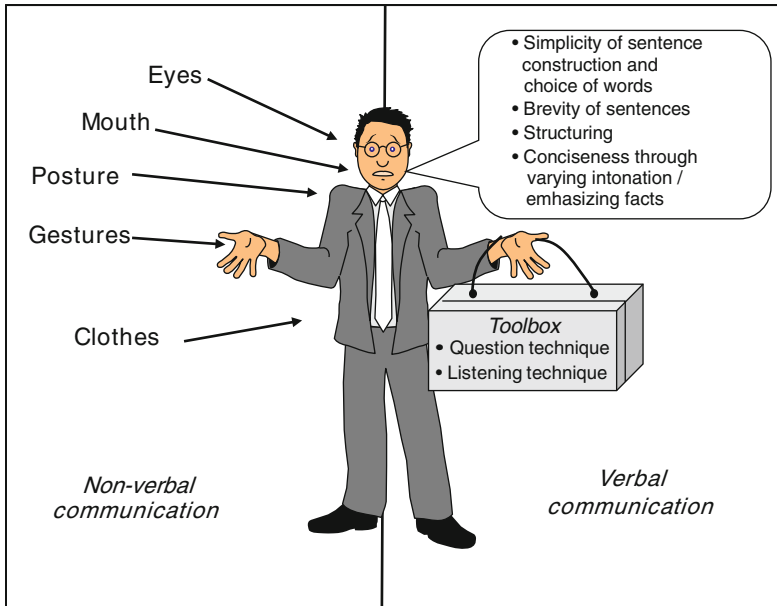 Eyes
Mouth
Posture
Gestures
Clothes
Non-verbal
communication
• Simplicity of sentence
construction and
choice of words
• Brevity of sentences
• Structuring
• Conciseness through
varying intonation /
emhasizing facts
Toolbox
• Question technique
• Listening technique
Verbal
communication